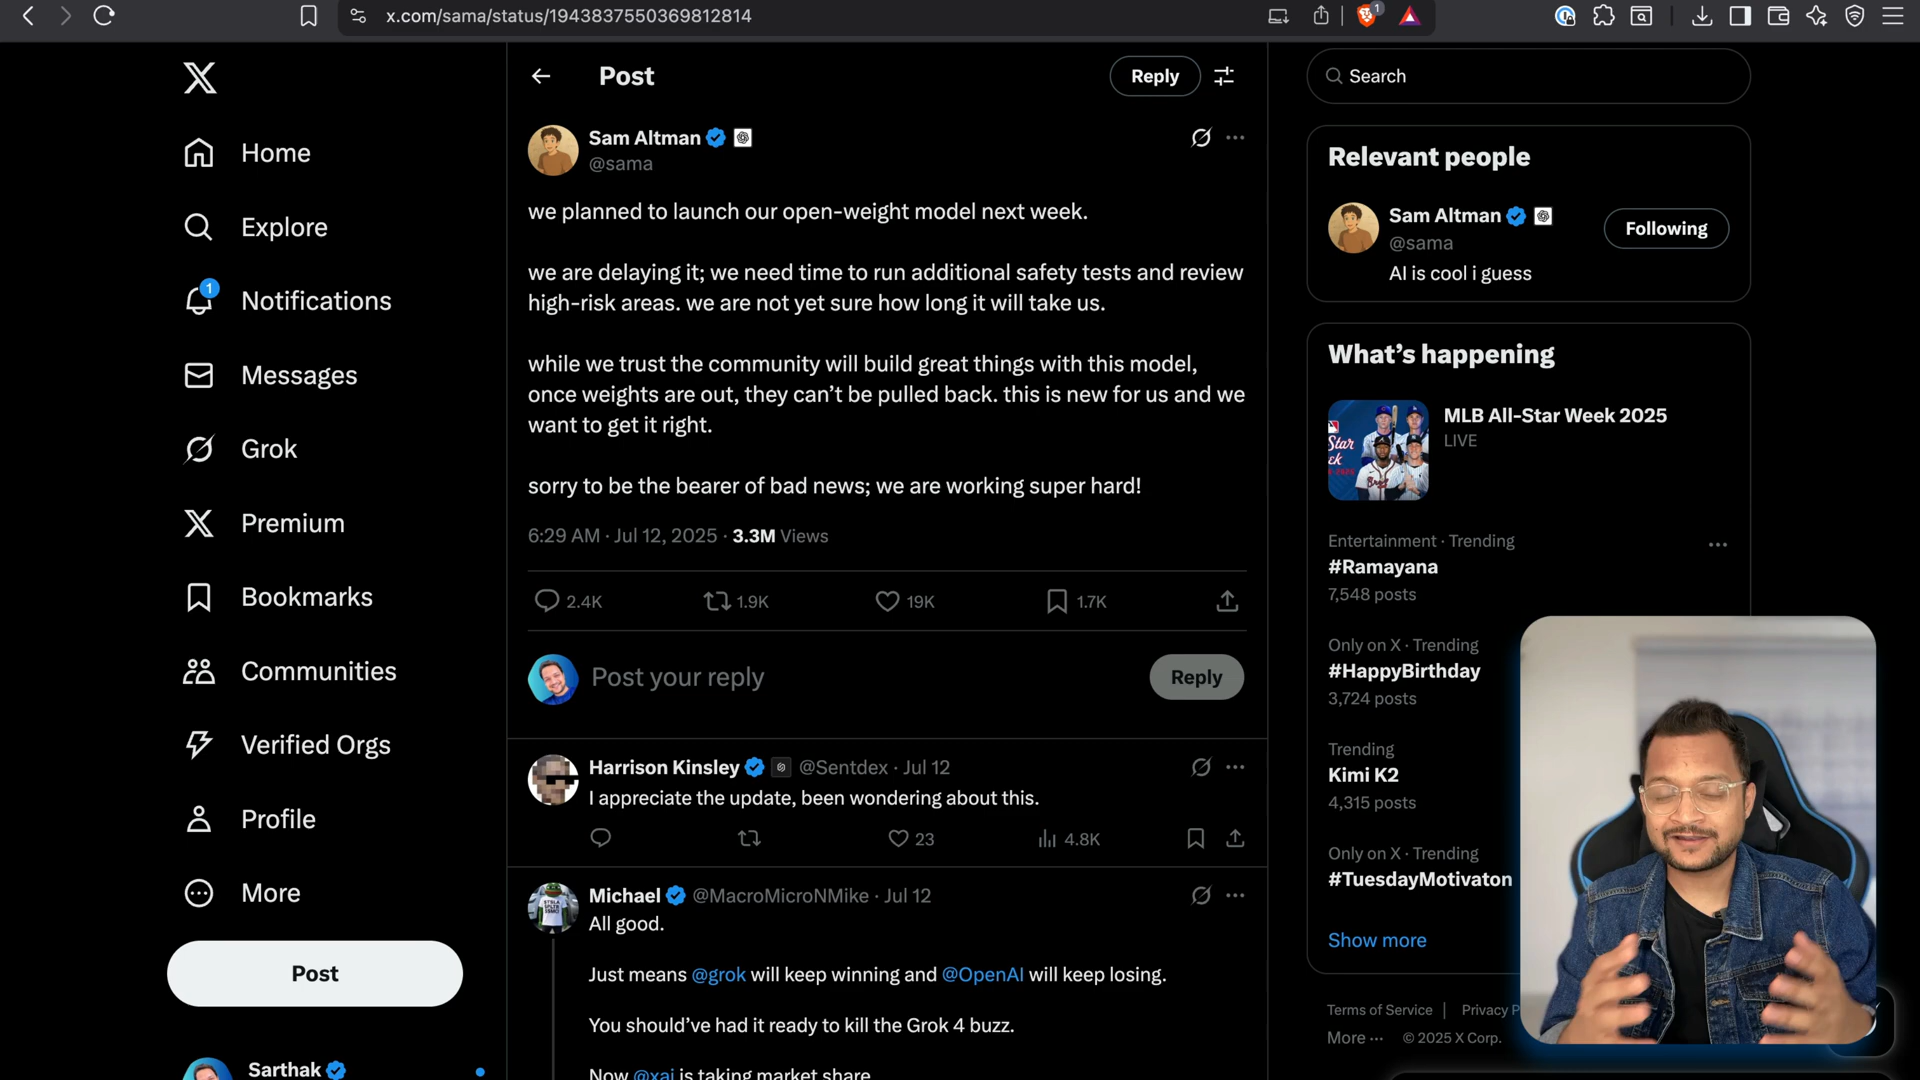 x.com/sama/status/1943837550369812814
1
Home
Explore
1
Notifications
Messages
Grok
Premium
Bookmarks
Communities
Verified Orgs
Profile
More
Post
Sarthak
Post
Reply
Sam Altman
@sama
we planned to launch our open-weight model next week.
we are delaying it; we need time to run additional safety tests and review
high-risk areas. we are not yet sure how long it will take us.
while we trust the community will build great things with this model,
once weights are out, they can’t be pulled back. this is new for us and we
want to get it right.
sorry to be the bearer of bad news; we are working super hard!
6:29 AM · Jul 12, 2025 · 3.3M Views
2.4K
1.9K
19K
1.7K
Post your reply
Reply
Harrison Kinsley @Sentdex · Jul 12
I appreciate the update, been wondering about this.
23
4.8K
Michael @MacroMicroNMike · Jul 12
All good.
Just means @grok will keep winning and @OpenAI will keep losing.
You should’ve had it ready to kill the Grok 4 buzz.
Now @xai is taking market share
Search
Relevant people
Sam Altman
@sama
Following
AI is cool i guess
What’s happening
MLB All-Star Week 2025
LIVE
Entertainment · Trending
#Ramayana
7,548 posts
Only on X · Trending
#HappyBirthday
3,724 posts
Trending
Kimi K2
4,315 posts
Only on X · Trending
#TuesdayMotivaton
Show more
Terms of Service | Privacy P
More ··· © 2025 X Corp.